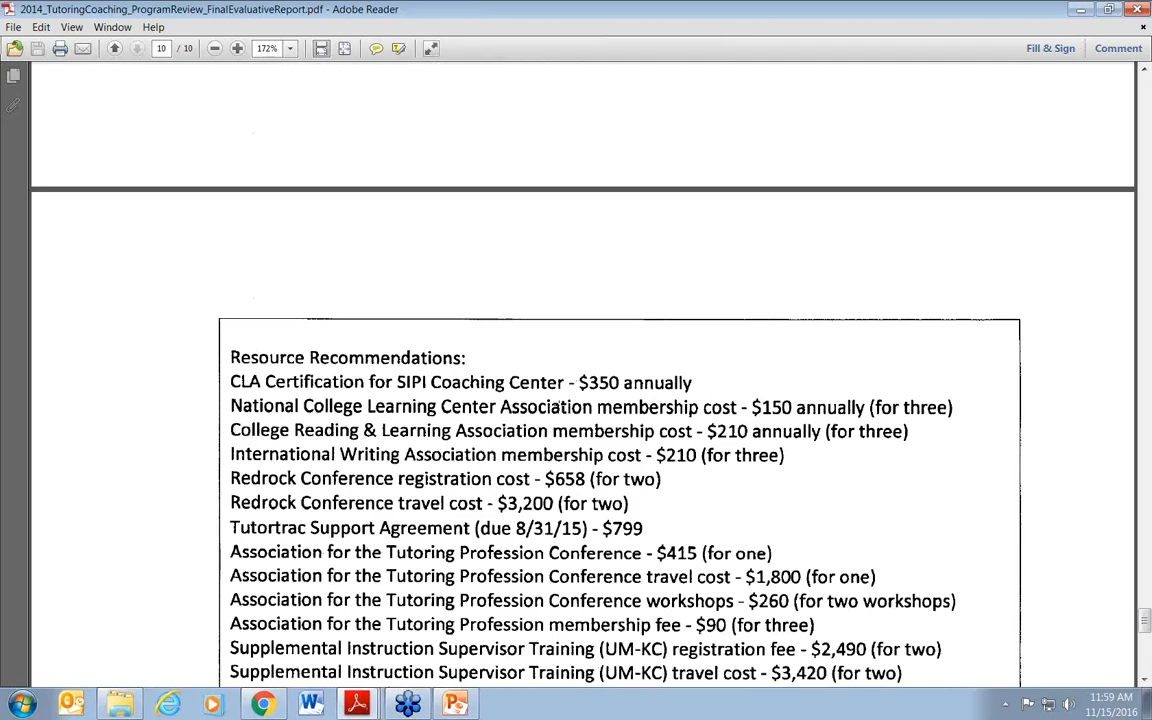 2014_TutoringCoaching_ProgramReview_FinalEvaluativeReport.pdf - Adobe Reader
File Edit View Window Help
10 / 10 172% Fill & Sign Comment
Resource Recommendations:
CLA Certification for SIPI Coaching Center - $350 annually
National College Learning Center Association membership cost - $150 annually (for three)
College Reading & Learning Association membership cost - $210 annually (for three)
International Writing Association membership cost - $210 (for three)
Redrock Conference registration cost - $658 (for two)
Redrock Conference travel cost - $3,200 (for two)
Tutortrac Support Agreement (due 8/31/15) - $799
Association for the Tutoring Profession Conference - $415 (for one)
Association for the Tutoring Profession Conference travel cost - $1,800 (for one)
Association for the Tutoring Profession Conference workshops - $260 (for two workshops)
Association for the Tutoring Profession membership fee - $90 (for three)
Supplemental Instruction Supervisor Training (UM-KC) registration fee - $2,490 (for two)
Supplemental Instruction Supervisor Training (UM-KC) travel cost - $3,420 (for two)
11:59 AM
11/15/2016